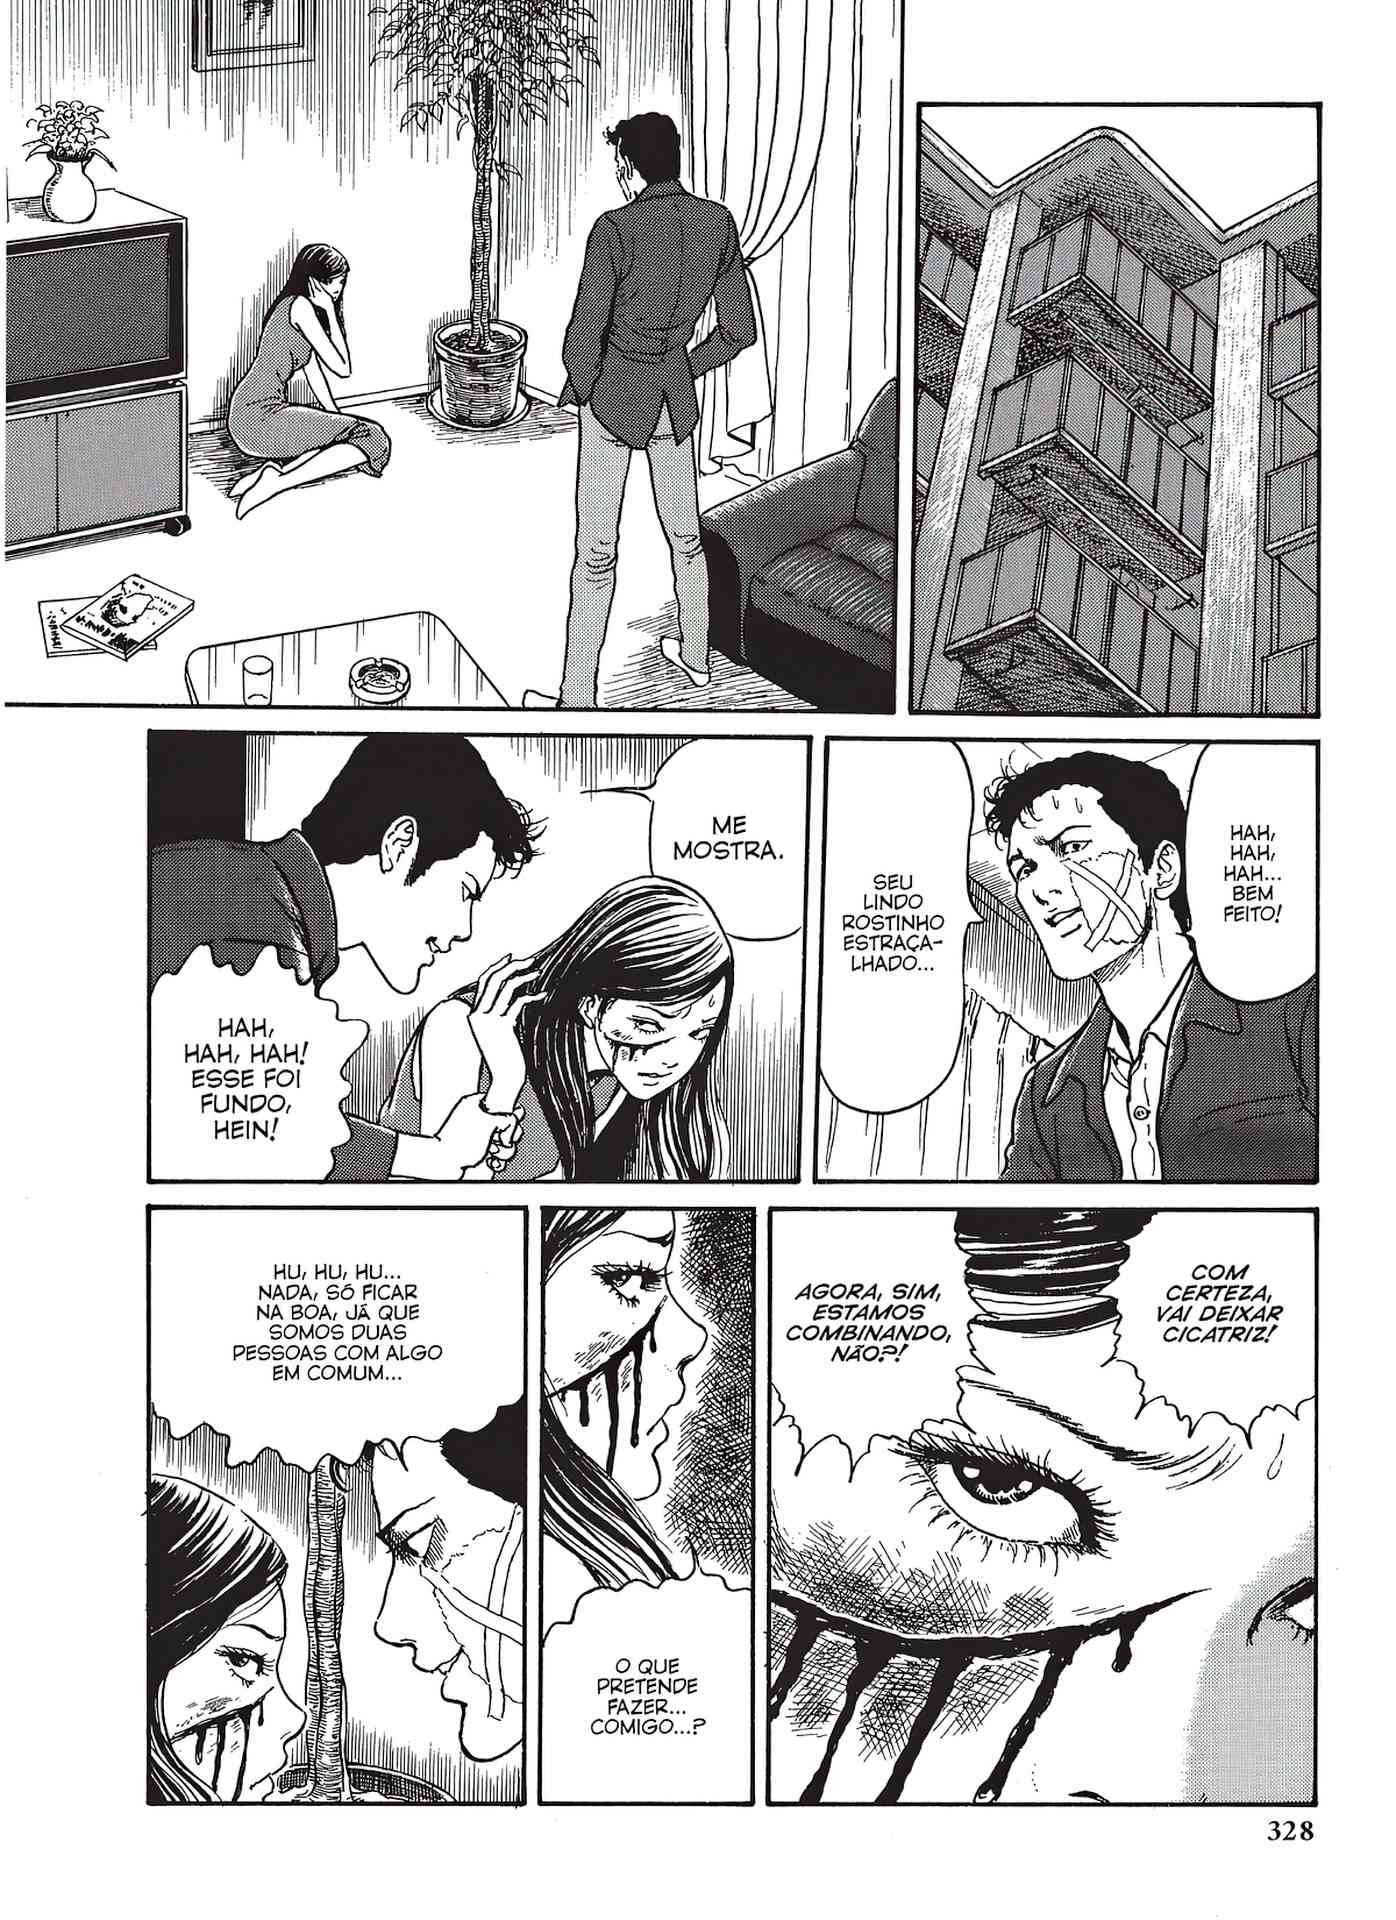 HAH,
HAH,
HAH...
BEM
FEITO!
SEU
LINDO
ROSTINHO
ESTRAÇA-
LHADO...
ME
MOSTRA.
HAH,
HAH, HAH!
ESSE FOI
FUNDO,
HEIN!
COM
CERTEZA,
VAI DEIXAR
CICATRIZ!
AGORA, SIM,
ESTAMOS
COMBINANDO,
NÃO?!
O QUE
PRETENDE
FAZER...
COMIGO...?
HU, HU, HU...
NADA, SÓ FICAR
NA BOA, JÁ QUE
SOMOS DUAS
PESSOAS COM ALGO
EM COMUM...
328